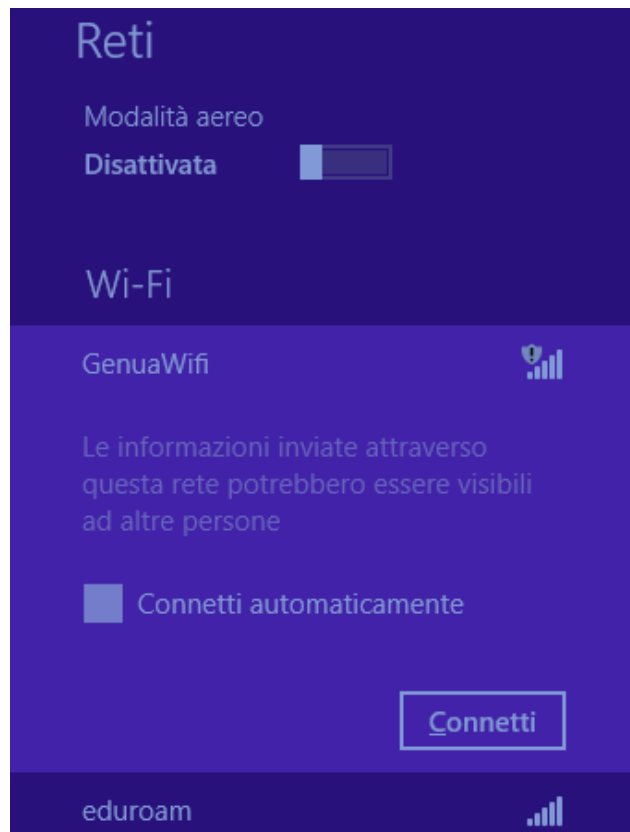 Reti
Modalità aereo
Disattivata
Wi-Fi
GenuaWifi
Le informazioni inviate attraverso
questa rete potrebbero essere visibili
ad altre persone
Connetti automaticamente
Connetti
eduroam